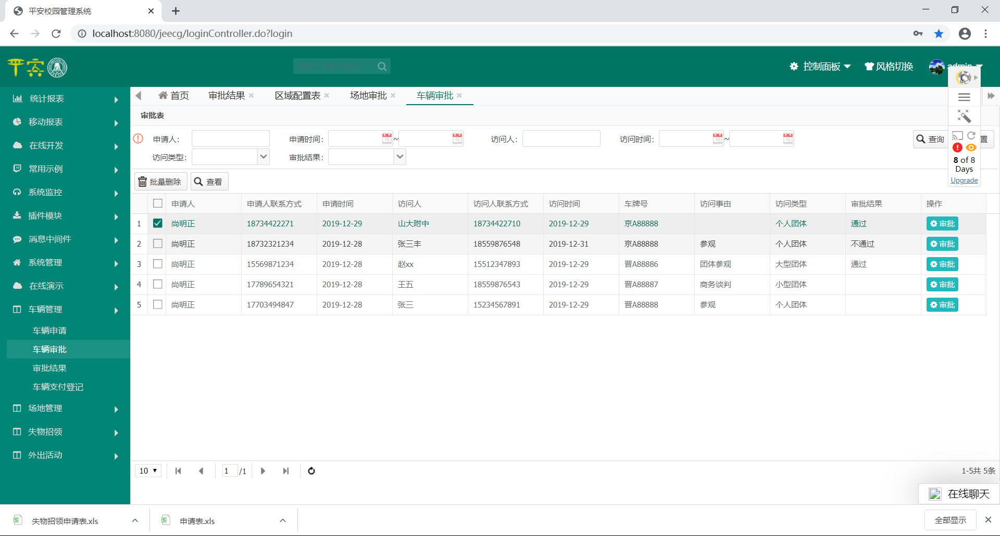 平安校园管理系统
localhost:8080/jeecg/loginController.do?login
平安
控制面板
风格切换
admin
统计报表
移动报表
在线开发
常用示例
系统监控
插件模块
消息中间件
系统管理
在线演示
车辆管理
车辆申请
车辆审批
审批结果
车辆支付登记
场地管理
失物招领
外出活动
首页 审批结果 区域配置表 场地审批 车辆审批
审批表
申请人： 申请时间： ~ 访问人： 访问时间： ~ 查询 置
访问类型： 审批结果：
8 of 8
Days
Upgrade
批量删除 查看
申请人 申请人联系方式 申请时间 访问人 访问人联系方式 访问时间 车牌号 访问事由 访问类型 审批结果 操作
1 尚明正 18734422271 2019-12-29 山大附中 18734422710 2019-12-29 京A88888 个人团体 通过 审批
2 尚明正 18732321234 2019-12-28 张三丰 18559876548 2019-12-31 京A88888 参观 个人团体 不通过 审批
3 尚明正 15569871234 2019-12-28 赵xx 15512347893 2019-12-29 晋A88886 团体参观 大型团体 通过 审批
4 尚明正 17789654321 2019-12-28 王五 18559876543 2019-12-29 晋A88887 商务谈判 小型团体 审批
5 尚明正 17703494847 2019-12-28 张三 15234567891 2019-12-29 晋A88888 参观 个人团体 审批
10 1 /1 1-5共 5条
在线聊天
失物招领申请表.xls 申请表.xls 全部显示